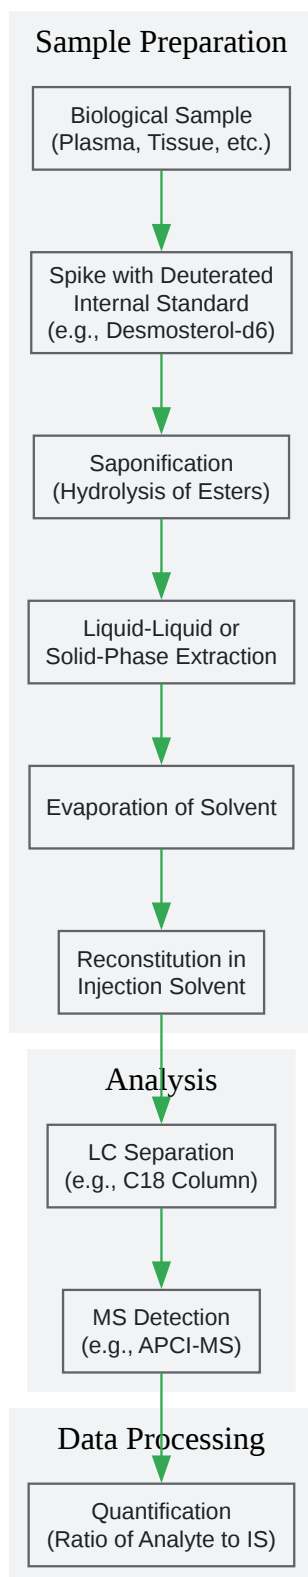 Sample Preparation
Biological Sample
(Plasma, Tissue, etc.)
Spike with Deuterated
Internal Standard
(e.g., Desmosterol-d6)
Saponification
(Hydrolysis of Esters)
Liquid-Liquid or
Solid-Phase Extraction
Evaporation of Solvent
Reconstitution in
Injection Solvent
Analysis
LC Separation
(e.g., C18 Column)
MS Detection
(e.g., APCI-MS)
Data Processing
Quantification
(Ratio of Analyte to IS)